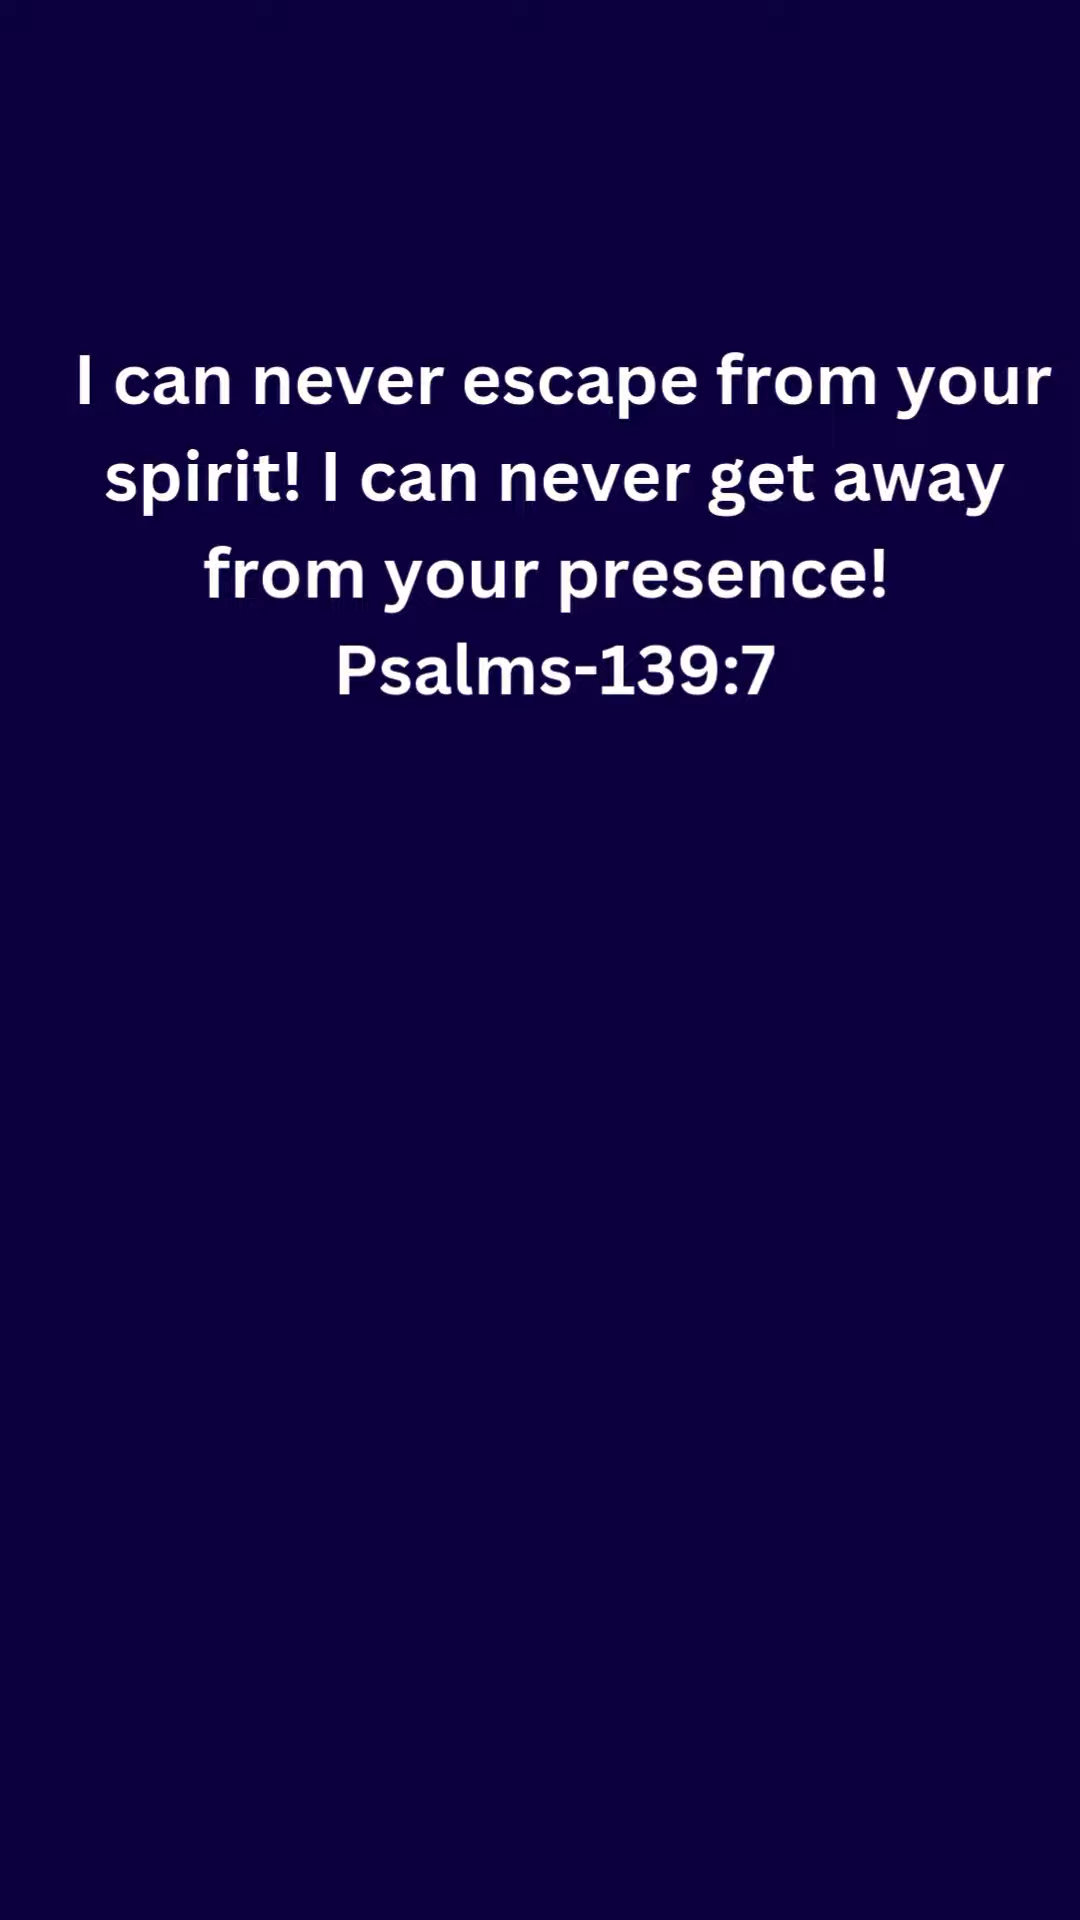 I can never escape from your
spirit! I can never get away
from your presence!
Psalms-139:7